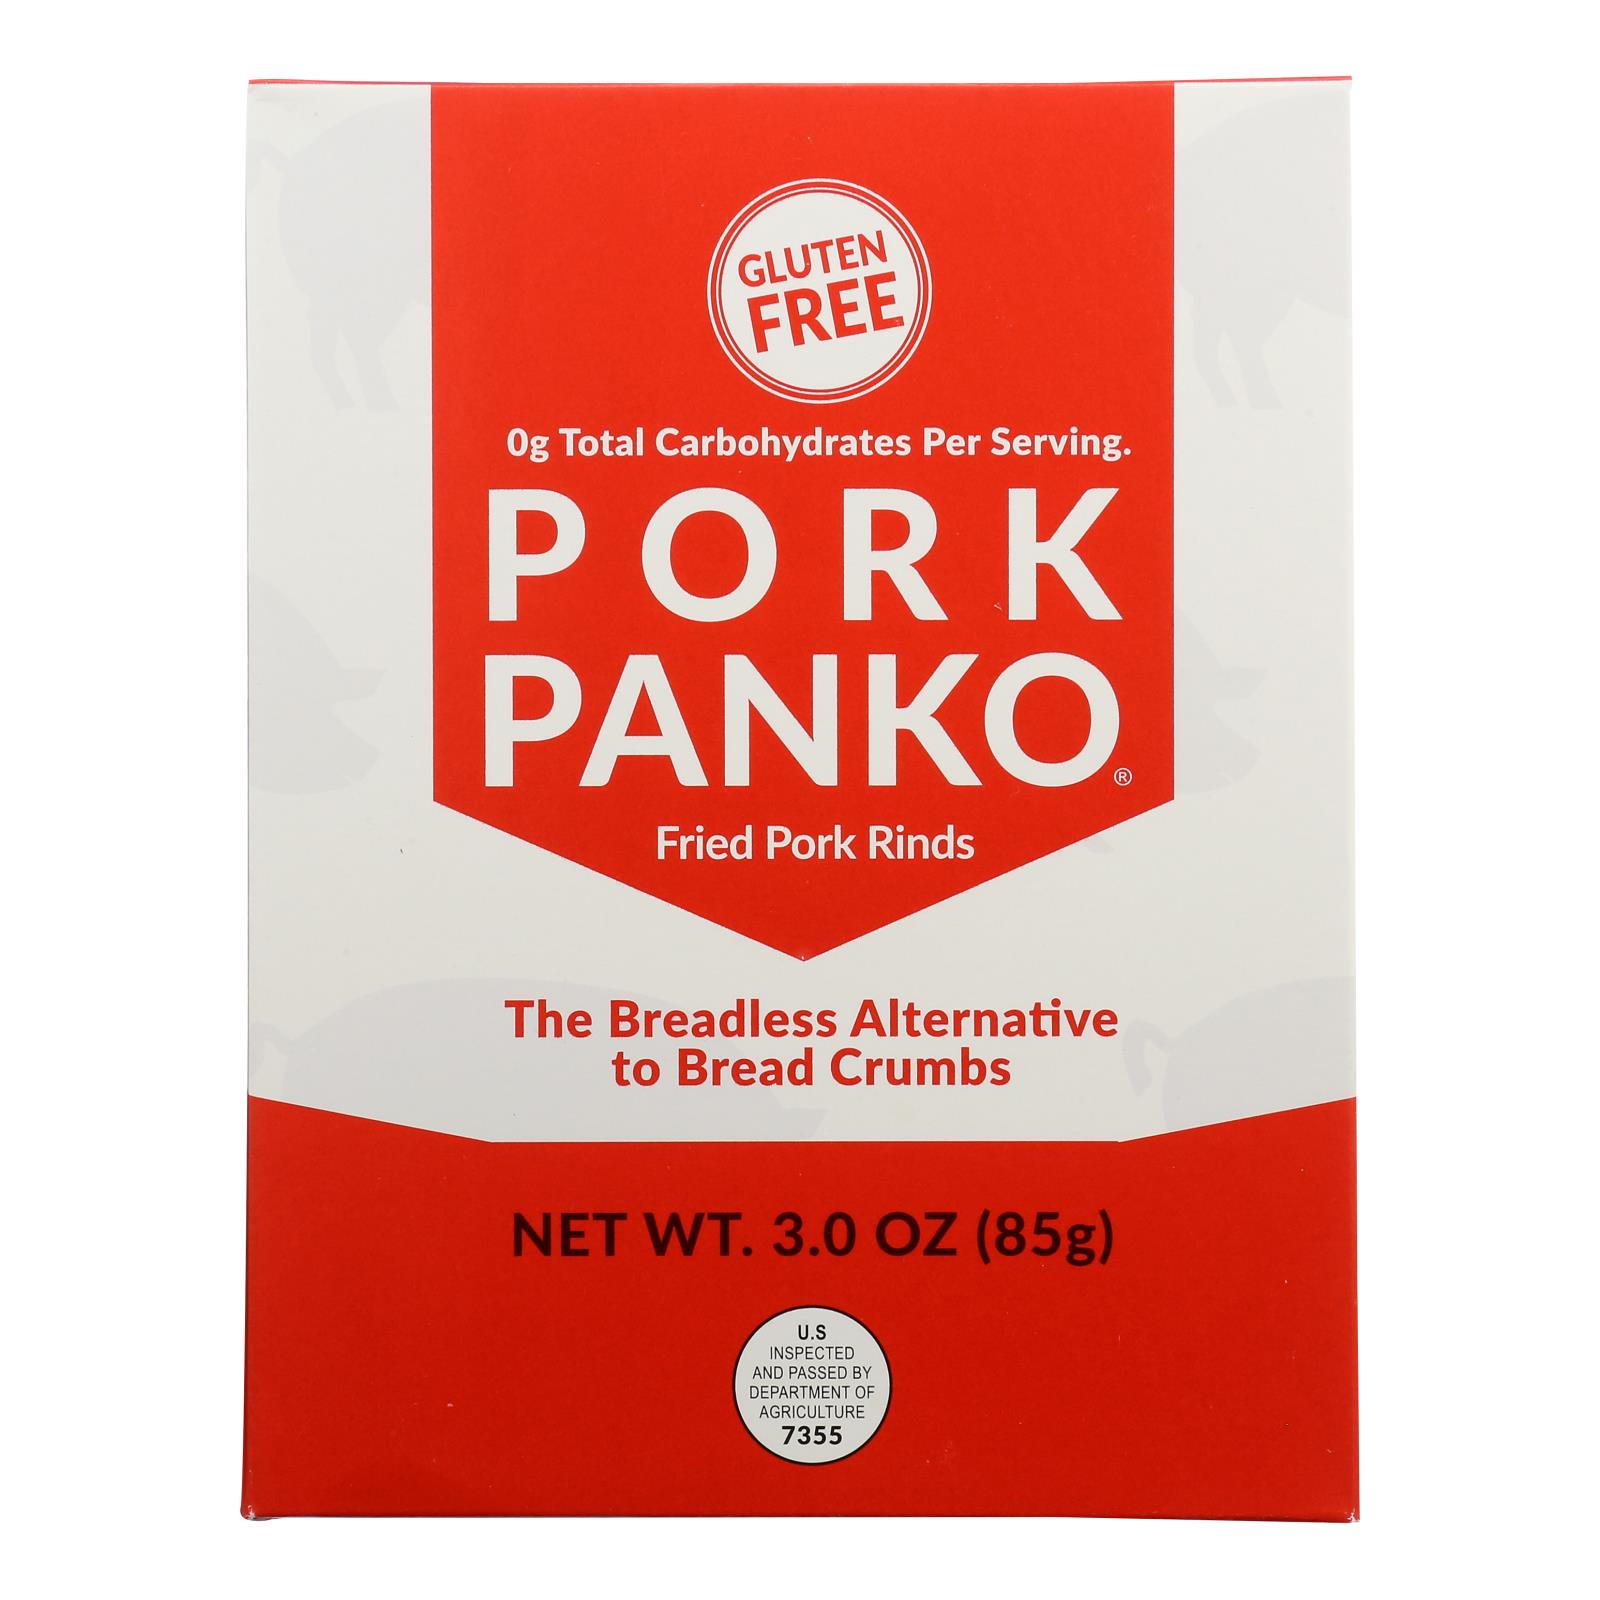 GLUTEN
FREE
0g Total Carbohydrates Per Serving.
PORK
PANKO®
Fried Pork Rinds
The Breadless Alternative
to Bread Crumbs
NET WT. 3.0 OZ (85g)
U.S
INSPECTED
AND PASSED BY
DEPARTMENT OF
AGRICULTURE
7355